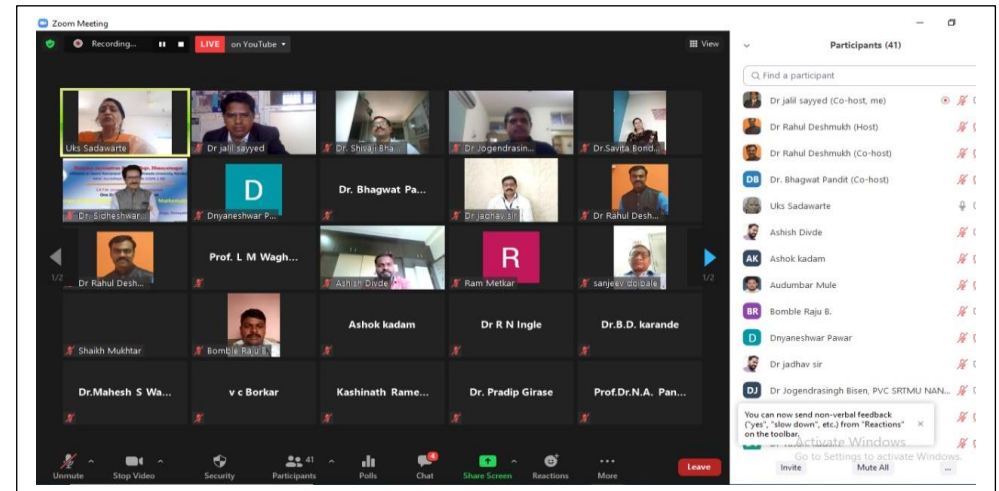 Zoom Meeting
Recording...
LIVE on YouTube
View
Uks Sadawarte
Dr jalil sayyed
Dr. Shivaji Bha...
Dr Jogendrasin...
Dr.Savita Bond...
Dr. Sidheshwar...
D
Dnyaneshwar P...
Dr. Bhagwat Pa...
Dr jadhav sir
Dr Rahul Desh...
Dr Rahul Desh...
Prof. L M Wagh...
Ashish Divde
R
Ram Metkar
sanjeev dolbale
1/2
1/2
Shaikh Mukhtar
Bomble Raju B.
Ashok kadam
Dr R N Ingle
Dr.B.D. karande
Dr.Mahesh S Wa...
v c Borkar
Kashinath Rame...
Dr. Pradip Girase
Prof.Dr.N.A. Pan...
Unmute
Stop Video
Security
Participants
41
Polls
Chat
4
Share Screen
Reactions
More
Leave
Participants (41)
Find a participant
Dr jalil sayyed (Co-host, me)
Dr Rahul Deshmukh (Host)
Dr Rahul Deshmukh (Co-host)
DB Dr. Bhagwat Pandit (Co-host)
Uks Sadawarte
Ashish Divde
AK Ashok kadam
Audumbar Mule
BR Bomble Raju B.
D Dnyaneshwar Pawar
Dr jadhav sir
DJ Dr Jogendrasingh Bisen, PVC SRTMU NAN...
You can now send non-verbal feedback
("yes", "slow down", etc.) from "Reactions"
on the toolbar.
Activate Windows
Go to Settings to activate Windows.
Invite
Mute All
...